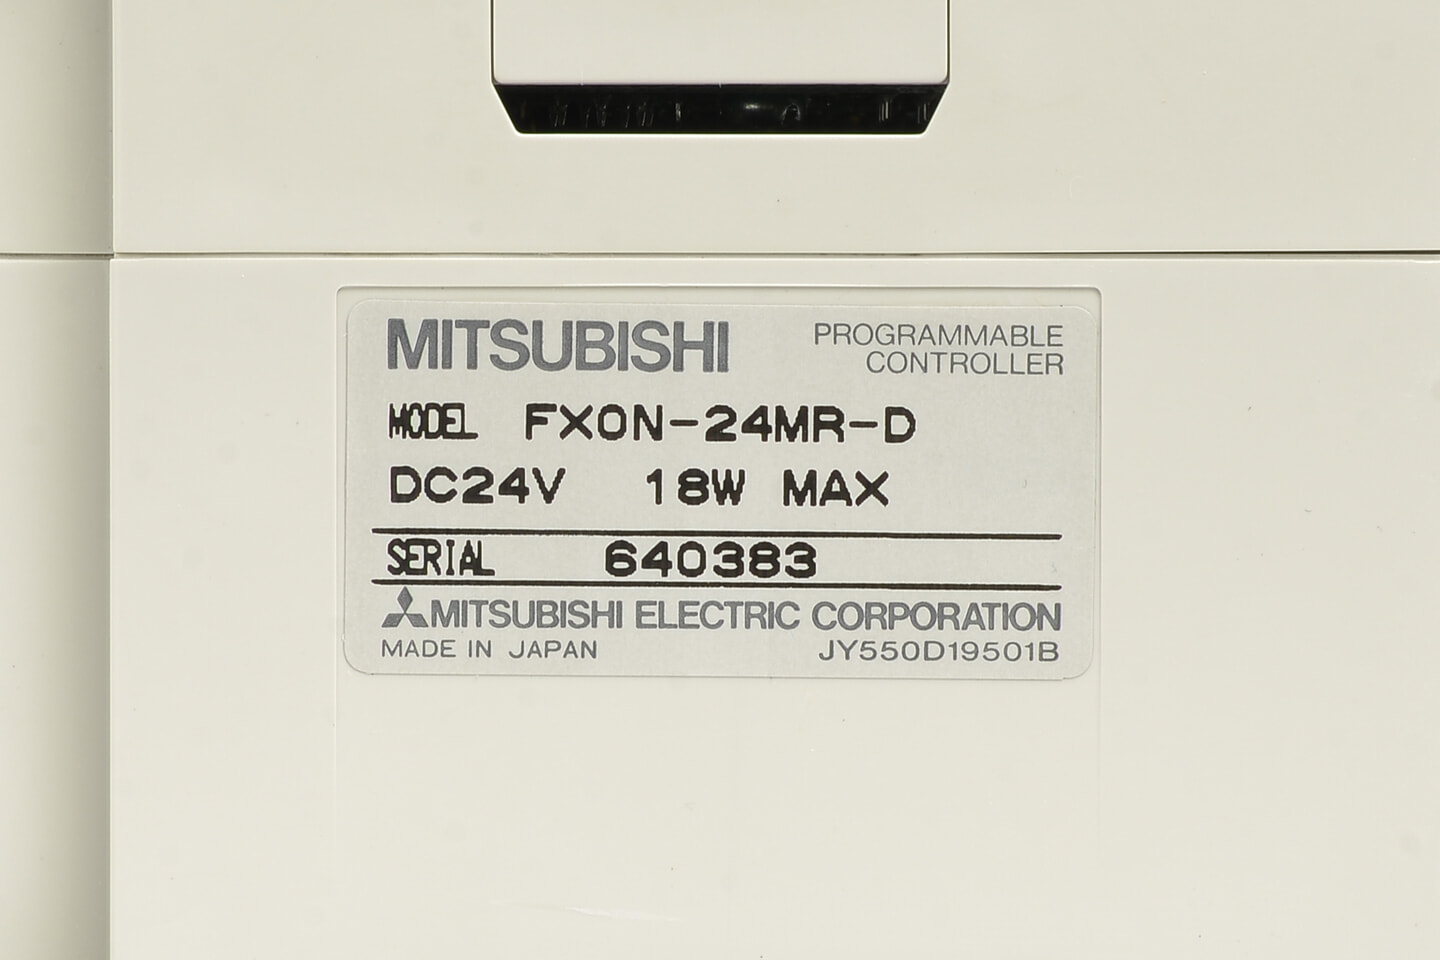 MITSUBISHI
PROGRAMMABLE
CONTROLLER
MODEL FX0N-24MR-D
DC24V 18W MAX
SERIAL 640383
MITSUBISHI ELECTRIC CORPORATION
MADE IN JAPAN JY550D19501B